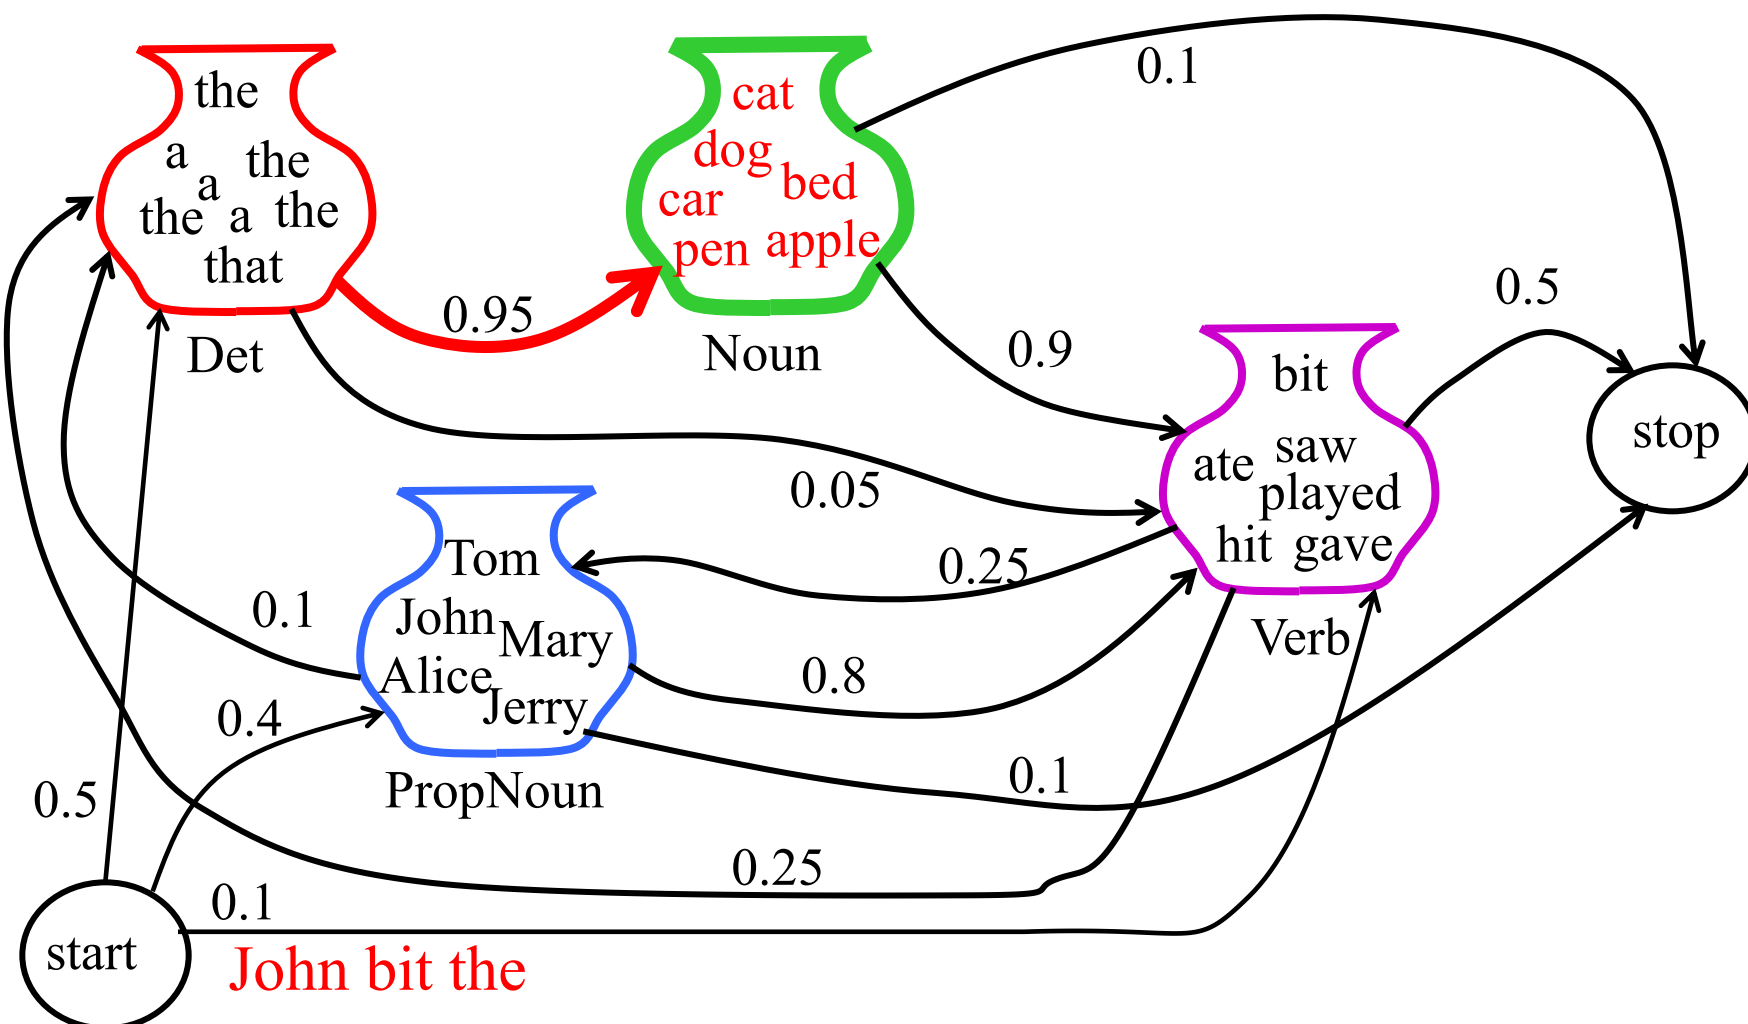 0.1
the
cat
a
the
dog
a
bed
the
a
the
car
that
pen
apple
0.95
0.5
Det
Noun
0.9
bit
stop
saw
ate
0.05
played
hit
gave
Tom
0.25
0.1
John
Mary
Verb
Alice
0.8
Jerry
0.4
0.1
PropNoun
0.5
0.25
0.1
start
John bit the